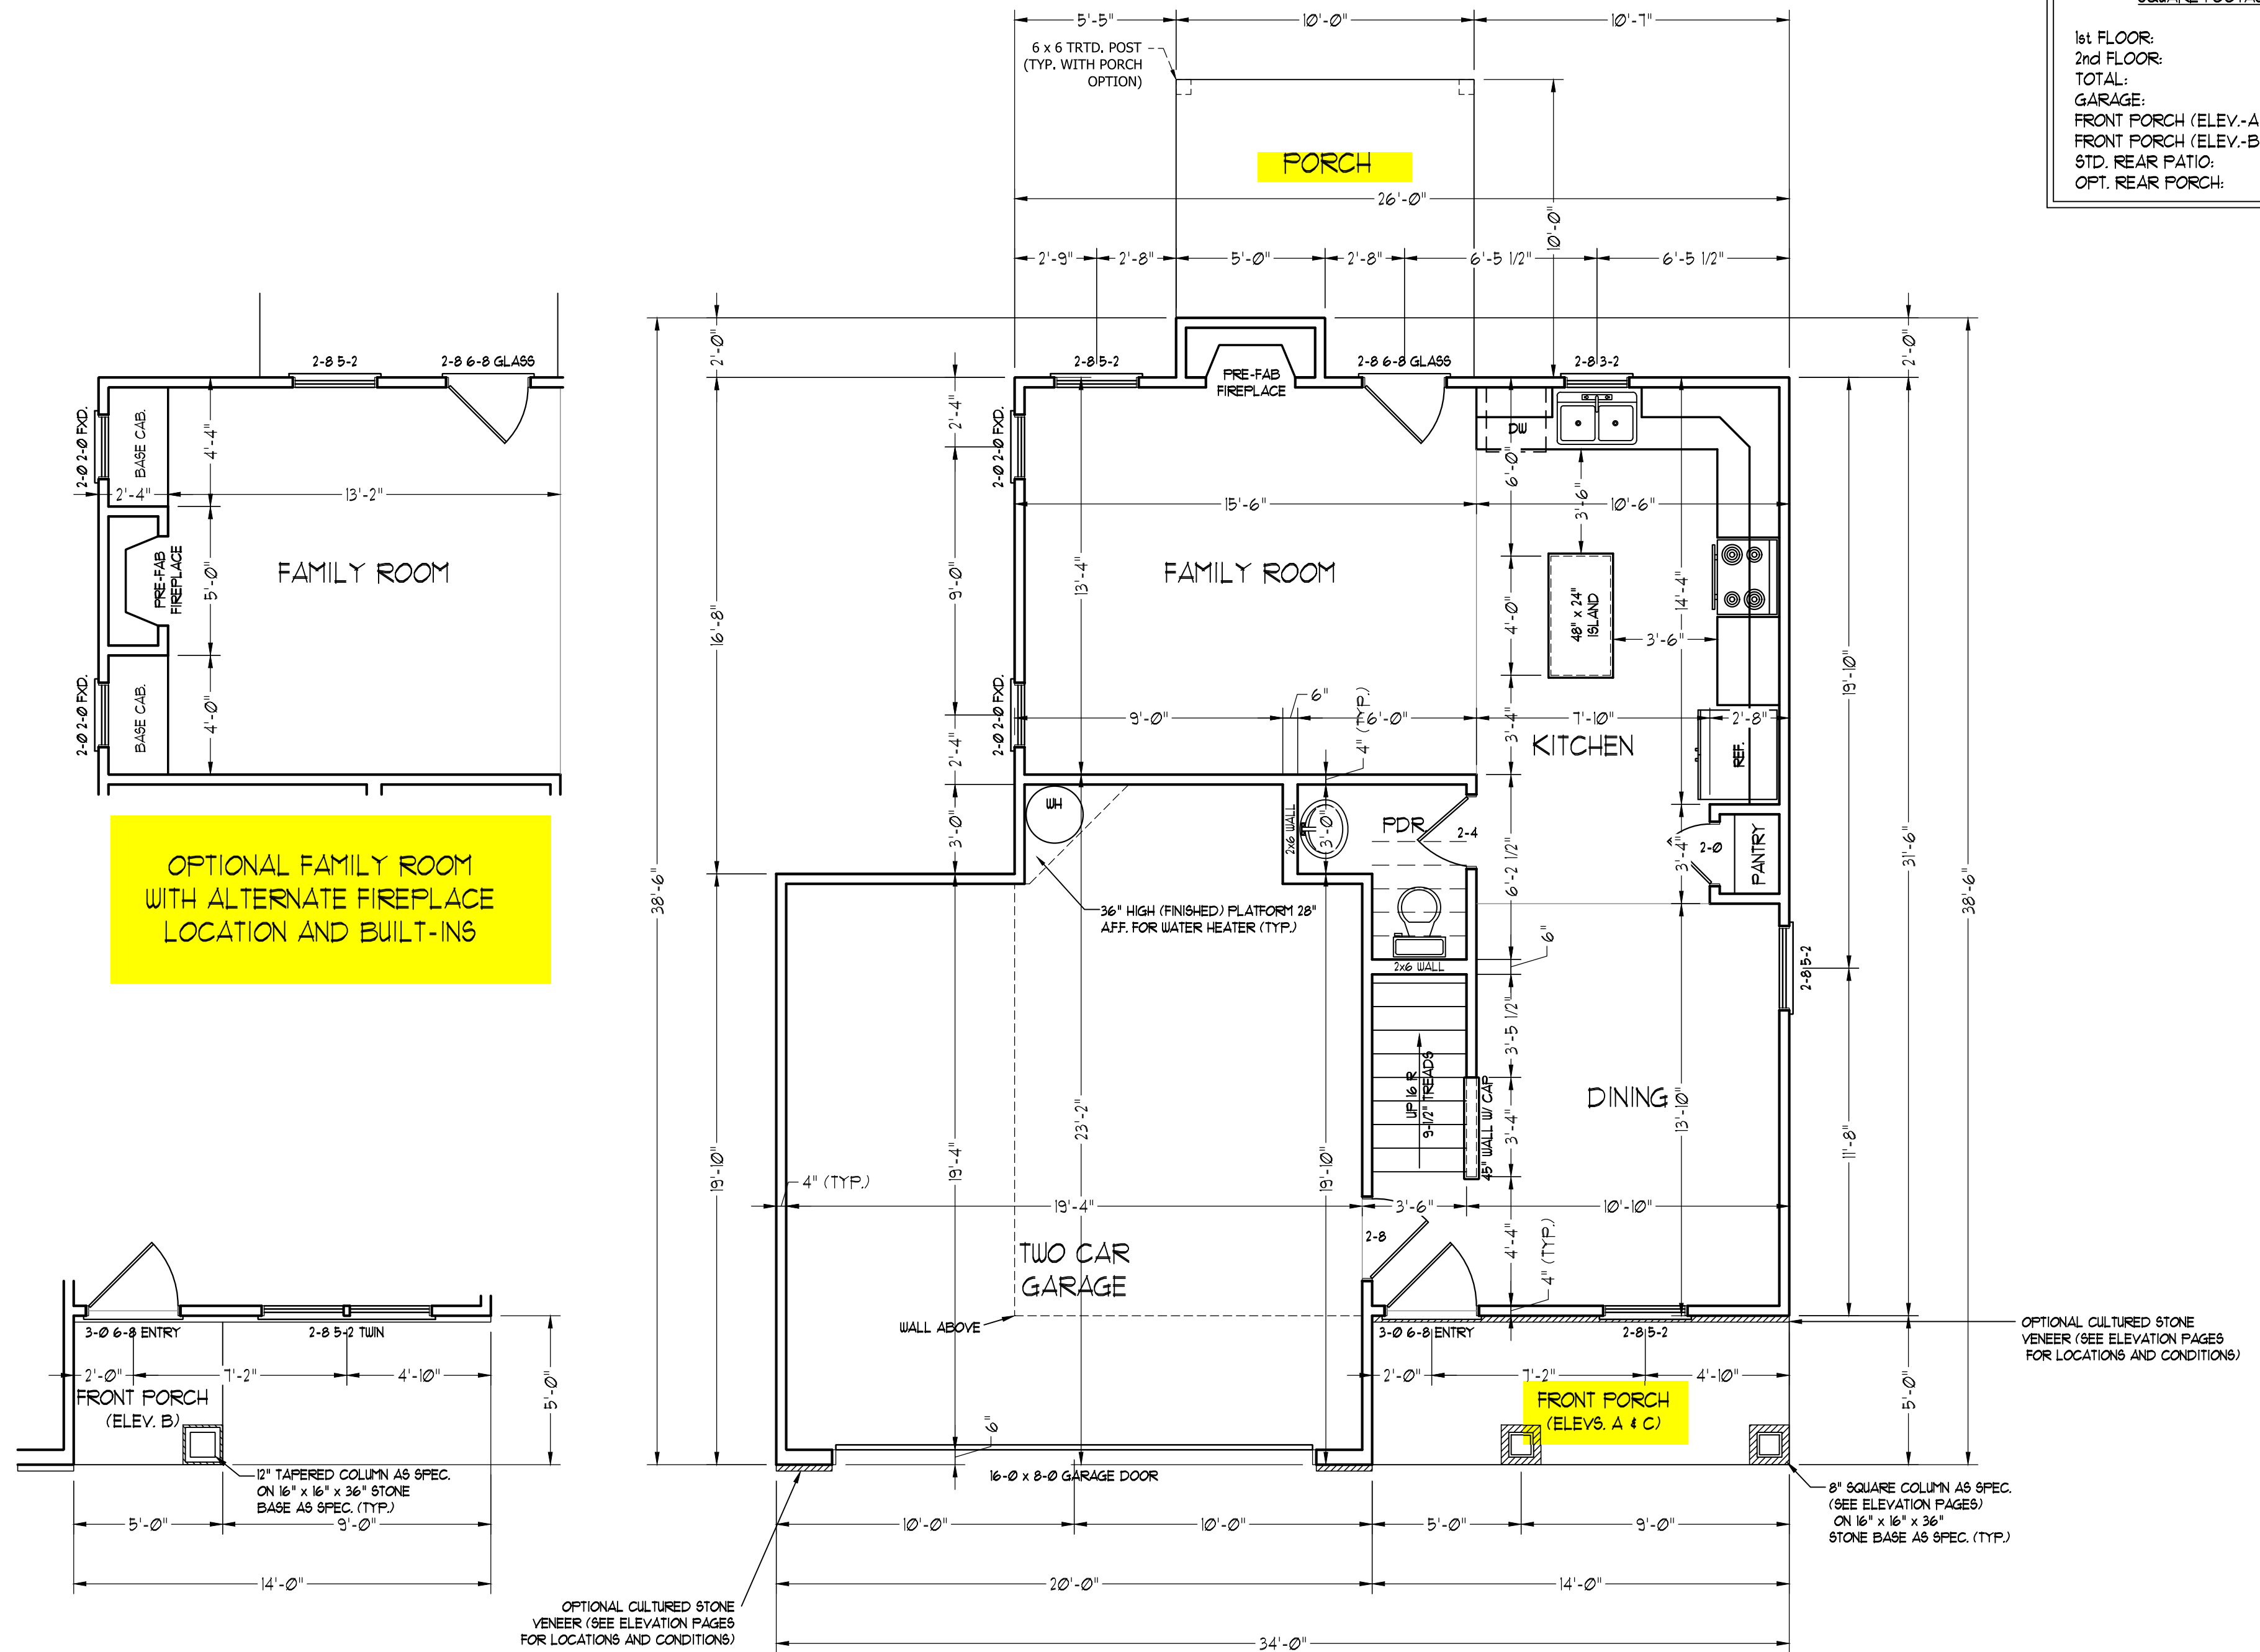 5'-5"
10'-0"
10'-7"
6 x 6 TRTD. POST
(TYP. WITH PORCH
OPTION)
1st FLOOR:
2nd FLOOR:
TOTAL:
GARAGE:
FRONT PORCH (ELEV.-A
FRONT PORCH (ELEV.-B
STD. REAR PATIO:
OPT. REAR PORCH:
PORCH
26'-0"
10'-0"
2'-9"
2'-8"
5'-0"
2'-8"
6'-5 1/2"
6'-5 1/2"
2'-0"
2'-0"
2-8 5-2
2-8 6-8 GLASS
2-0 2-0 FXD.
BASE CAB.
4'-4"
2'-4"
13'-2"
PRE-FAB
FIREPLACE
5'-0"
FAMILY ROOM
2-0 2-0 FXD.
BASE CAB.
4'-0"
OPTIONAL FAMILY ROOM
WITH ALTERNATE FIREPLACE
LOCATION AND BUILT-INS
2-8 5-2
PRE-FAB
FIREPLACE
2-8 6-8 GLASS
2-8 3-2
2'-4"
2-0 2-0 FXD.
DW
6'-0"
3'-6"
15'-6"
10'-6"
9'-0"
13'-4"
FAMILY ROOM
4'-0"
48" x 24"
ISLAND
14'-4"
3'-6"
16'-8"
19'-10"
2-0 2-0 FXD.
6"
4" (TYP.)
9'-0"
6'-0"
3'-4"
7'-10"
2'-8"
KITCHEN
REF.
2'-4"
3'-0"
WH
2x6 WALL
3'-0"
PDR.
2-4
2-0
3'-4"
PANTRY
6'-2 1/2"
31'-6"
38'-6"
38'-6"
36" HIGH (FINISHED) PLATFORM 28"
A.F.F. FOR WATER HEATER (TYP.)
2x6 WALL
6"
2-8 5-2
3'-5 1/2"
UP 16 R
9-1/2" TREADS
45" WALL W/ CAP
3'-4"
DINING
13'-10"
11'-8"
23'-2"
19'-4"
19'-10"
19'-10"
4" (TYP.)
19'-4"
3'-6"
10'-10"
2-8
4'-4"
4" (TYP.)
TWO CAR
GARAGE
WALL ABOVE
3-0 6-8 ENTRY
2-8 5-2
OPTIONAL CULTURED STONE
VENEER (SEE ELEVATION PAGES
FOR LOCATIONS AND CONDITIONS)
2'-0"
7'-2"
4'-10"
FRONT PORCH
(ELEVS. A & C)
5'-0"
6"
16-0 x 8-0 GARAGE DOOR
8" SQUARE COLUMN AS SPEC.
(SEE ELEVATION PAGES)
ON 16" x 16" x 36"
STONE BASE AS SPEC. (TYP.)
3-0 6-8 ENTRY
2-8 5-2 TWIN
2'-0"
7'-2"
4'-10"
5'-0"
FRONT PORCH
(ELEV. B)
12" TAPERED COLUMN AS SPEC.
ON 16" x 16" x 36" STONE
BASE AS SPEC. (TYP.)
5'-0"
9'-0"
14'-0"
10'-0"
10'-0"
5'-0"
9'-0"
20'-0"
14'-0"
OPTIONAL CULTURED STONE
VENEER (SEE ELEVATION PAGES
FOR LOCATIONS AND CONDITIONS)
34'-0"